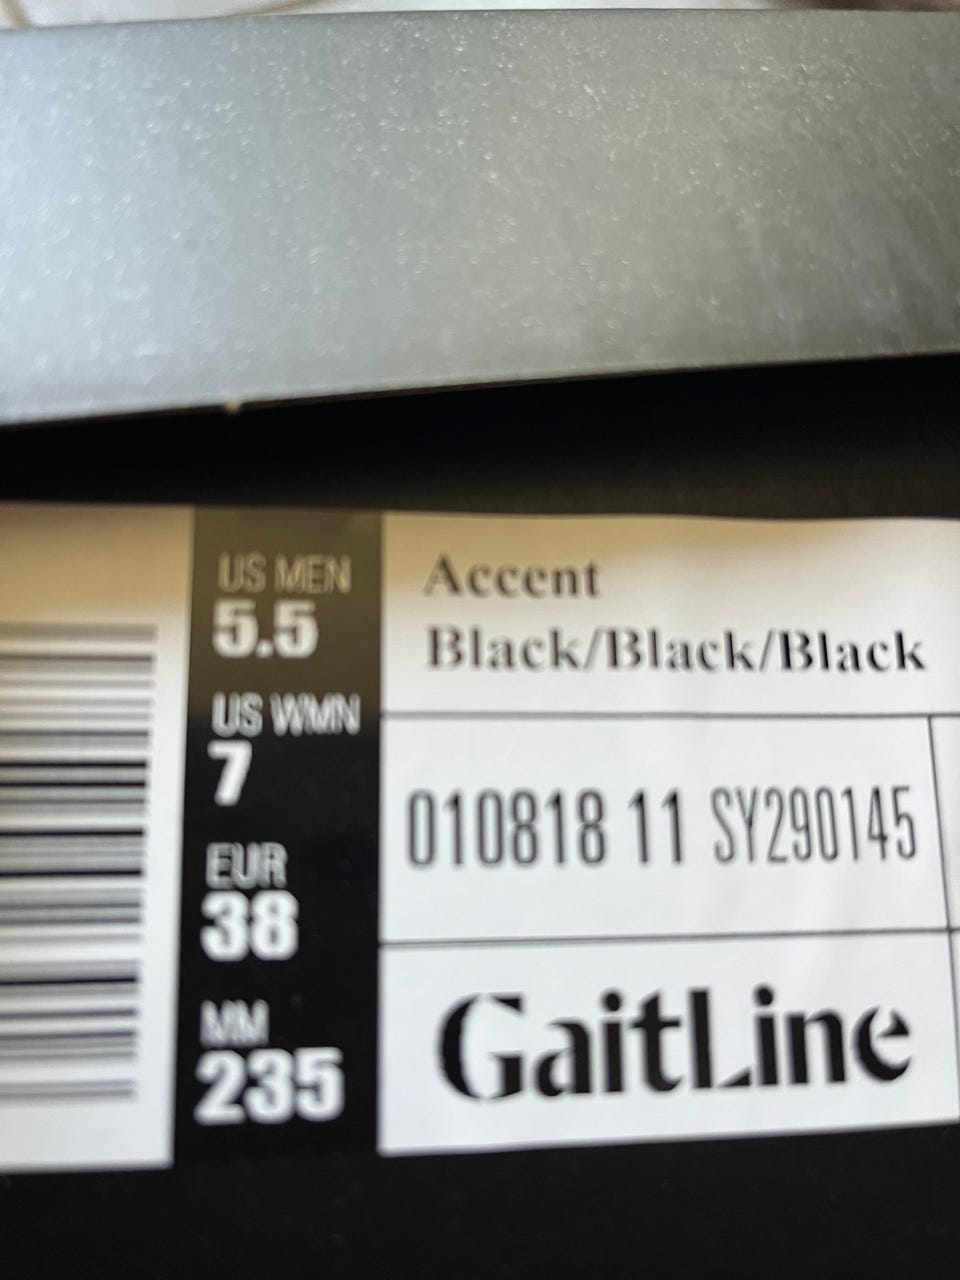 US MEN
5.5
US WMN
7
EUR
38
MM
235
Accent
Black/Black/Black
010818 11 SY290145
GaitLine